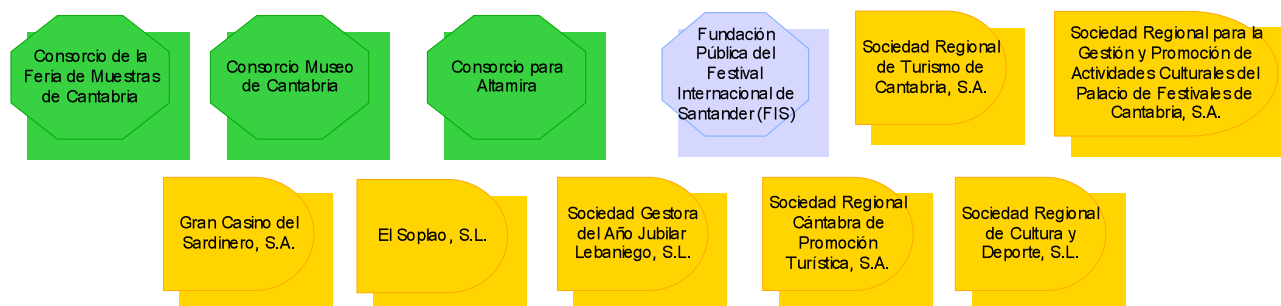 Consorcio de la
Feria de Muestras
de Cantabria
Consorcio Museo
de Cantabria
Consorcio para
Altamira
Fundación
Pública del
Festival
Internacional de
Santander (FIS)
Sociedad Regional
de Turismo de
Cantabria, S.A.
Sociedad Regional para la
Gestión y Promoción de
Actividades Culturales del
Palacio de Festivales de
Cantabria, S.A.
Gran Casino del
Sardinero, S.A.
El Soplao, S.L.
Sociedad Gestora
del Año Jubilar
Lebaniego, S.L.
Sociedad Regional
Cántabra de
Promoción
Turística, S.A.
Sociedad Regional
de Cultura y
Deporte, S.L.